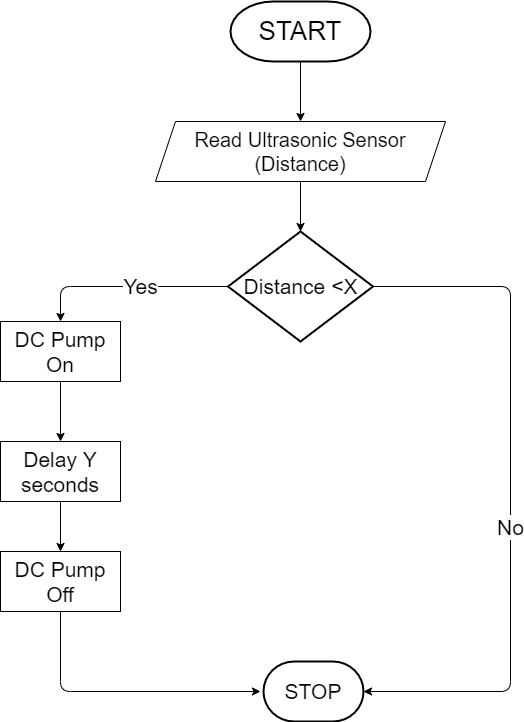 START
Read Ultrasonic Sensor
(Distance)
Distance <X
Yes
DC Pump
On
Delay Y
seconds
No
DC Pump
Off
STOP